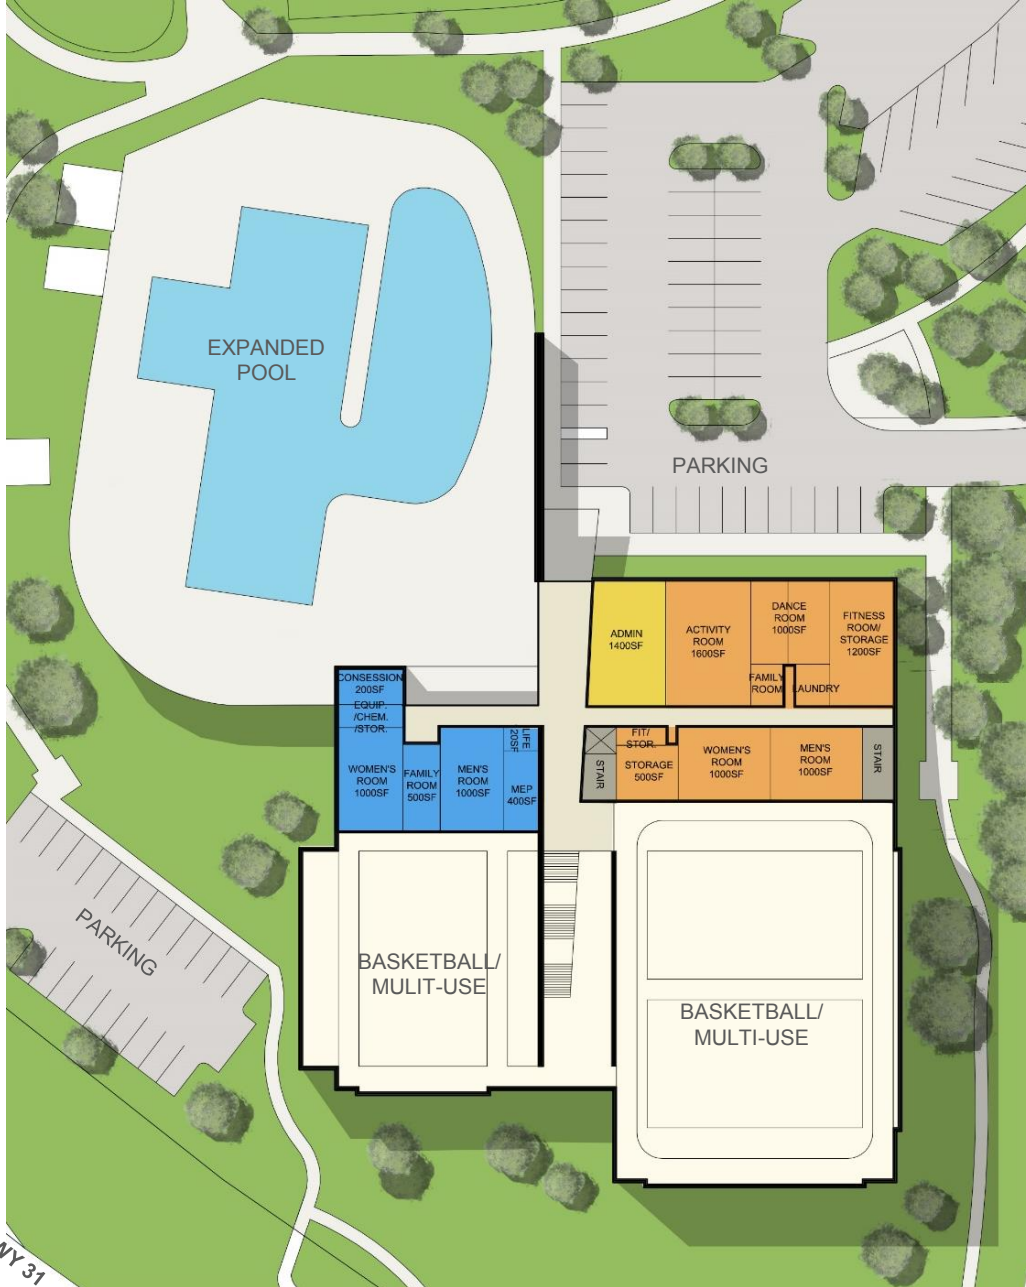 EXPANDED
POOL
PARKING
ADMIN
1400SF
ACTIVITY
ROOM
1600SF
DANCE
ROOM
1000SF
FITNESS
ROOM/
STORAGE
1200SF
FAMILY
ROOM
LAUNDRY
CONSESSION
200SF
EQUIP.
/CHEM.
/STOR.
WOMEN'S
ROOM
1000SF
FAMILY
ROOM
500SF
MEN'S
ROOM
1000SF
LIFE
20SF
MEP
400SF
STAIR
FIT/
STOR.
STORAGE
500SF
WOMEN'S
ROOM
1000SF
MEN'S
ROOM
1000SF
STAIR
PARKING
BASKETBALL/
MULIT-USE
BASKETBALL/
MULTI-USE
WY 31